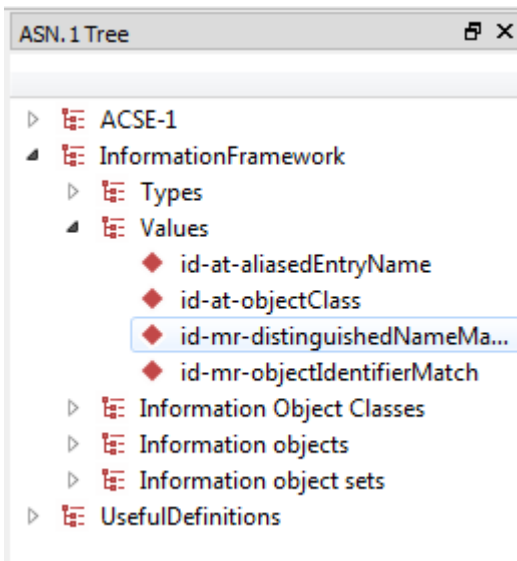 ASN.1 Tree
ACSE-1
InformationFramework
Types
Values
id-at-aliasedEntryName
id-at-objectClass
id-mr-distinguishedNameMa...
id-mr-objectIdentifierMatch
Information Object Classes
Information objects
Information object sets
UsefulDefinitions